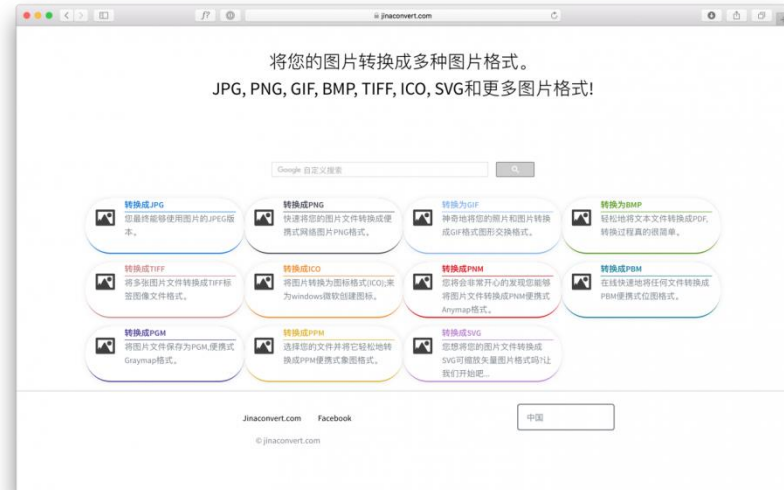 f?
jinaconvert.com
将您的图片转换成多种图片格式。
JPG, PNG, GIF, BMP, TIFF, ICO, SVG和更多图片格式!
Google 自定义搜索
转换成JPG
您最终能够使用图片的JPEG版
本。
转换成PNG
快速将您的图片文件转换成便
携式网络图片PNG格式。
转换为GIF
神奇地将您的照片和图片转换
成GIF格式图形交换格式。
转换为BMP
轻松地将文本文件转换成PDF,
转换过程真的很简单。
转换成TIFF
将多张图片文件转换成TIFF标
签图像文件格式。
转换成ICO
将图片转换为图标格式(ICO);来
为windows微软创建图标。
转换成PNM
您将会非常开心的发现您能够
将图片文件转换成PNM便携式
Anymap格式。
转换成PBM
在线快速地将任何文件转换成
PBM便携式位图格式。
转换成PGM
将图片文件保存为PGM,便携式
Graymap格式。
转换成PPM
选择您的文件并将它轻松地转
换成PPM便携式象图格式。
转换成SVG
您想将您的图片文件转换成
SVG可缩放矢量图片格式吗?让
我们开始吧...
Jinaconvert.com Facebook
中国
© jinaconvert.com